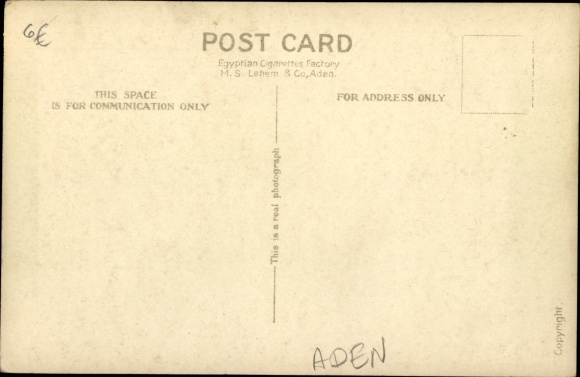 6€
POST CARD
Egyptian Cigarettes Factory
M. S. Lehem & Co, Aden.
THIS SPACE
IS FOR COMMUNICATION ONLY
FOR ADDRESS ONLY
This is a real photograph
Copyright.
ADEN